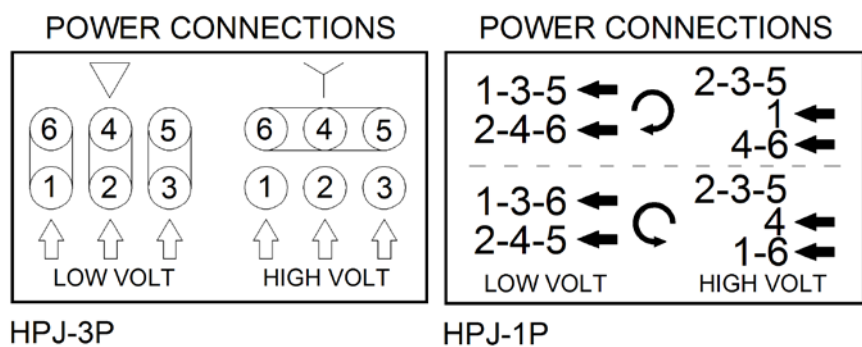 POWER CONNECTIONS
6 4 5 6 4 5
1 2 3 1 2 3
LOW VOLT HIGH VOLT
HPJ-3P
POWER CONNECTIONS
1-3-5 2-3-5
1
2-4-6 4-6
1-3-6 2-3-5
4
2-4-5 1-6
LOW VOLT HIGH VOLT
HPJ-1P